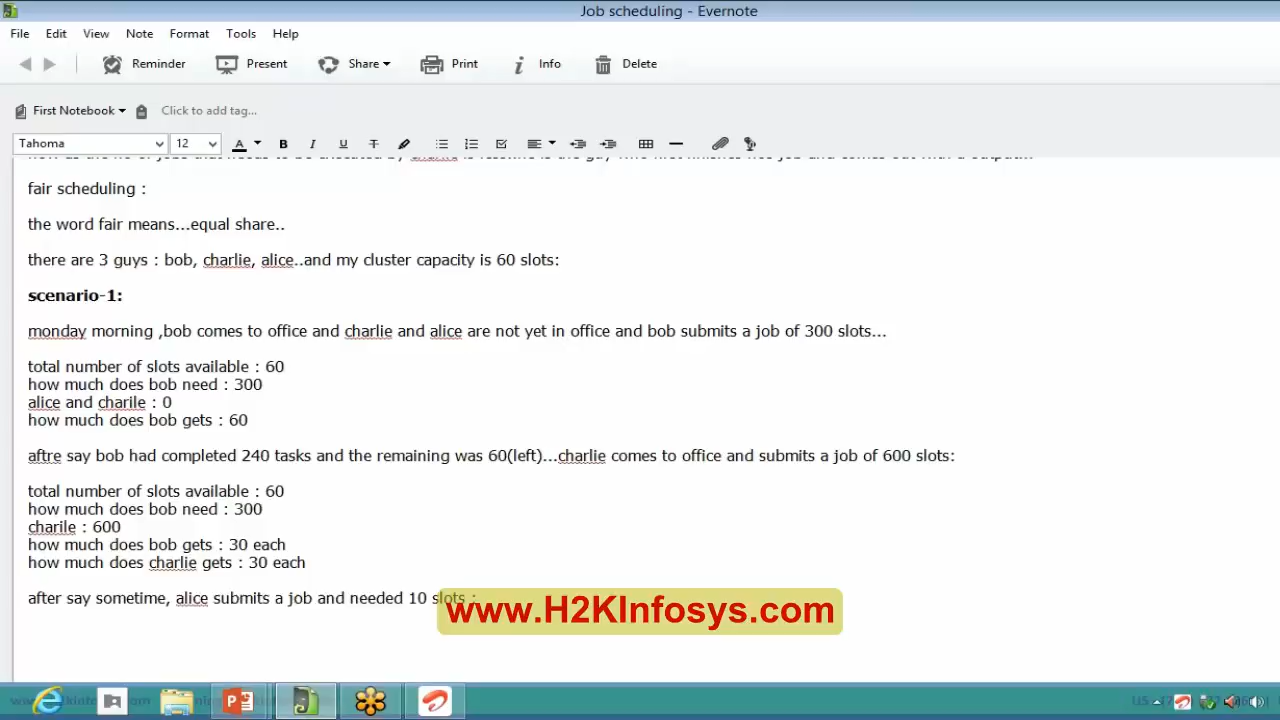 Job scheduling - Evernote
File Edit View Note Format Tools Help
Reminder Present Share Print Info Delete
First Notebook Click to add tag...
Tahoma 12 A B I U T
fair scheduling :
the word fair means...equal share..
there are 3 guys : bob, charlie, alice..and my cluster capacity is 60 slots:
scenario-1:
monday morning ,bob comes to office and charlie and alice are not yet in office and bob submits a job of 300 slots...
total number of slots available : 60
how much does bob need : 300
alice and charile : 0
how much does bob gets : 60
aftre say bob had completed 240 tasks and the remaining was 60(left)...charlie comes to office and submits a job of 600 slots:
total number of slots available : 60
how much does bob need : 300
charile : 600
how much does bob gets : 30 each
how much does charlie gets : 30 each
after say sometime, alice submits a job and needed 10 slots :
www.H2KInfosys.com